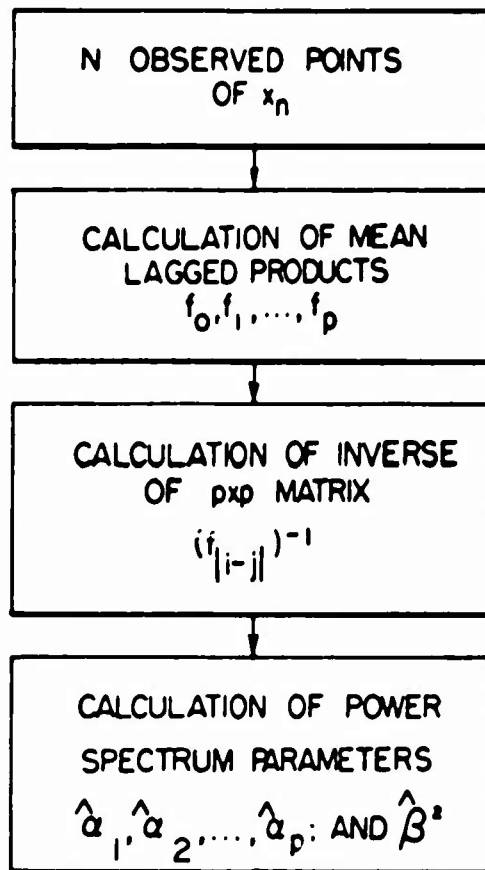 N OBSERVED POINTS
OF xₙ
CALCULATION OF MEAN
LAGGED PRODUCTS
f₀, f₁, ..., fₚ
CALCULATION OF INVERSE
OF pxp MATRIX
(f|i-j|)⁻¹
CALCULATION OF POWER
SPECTRUM PARAMETERS
α̂₁, α̂₂, ..., α̂ₚ: AND β̂²